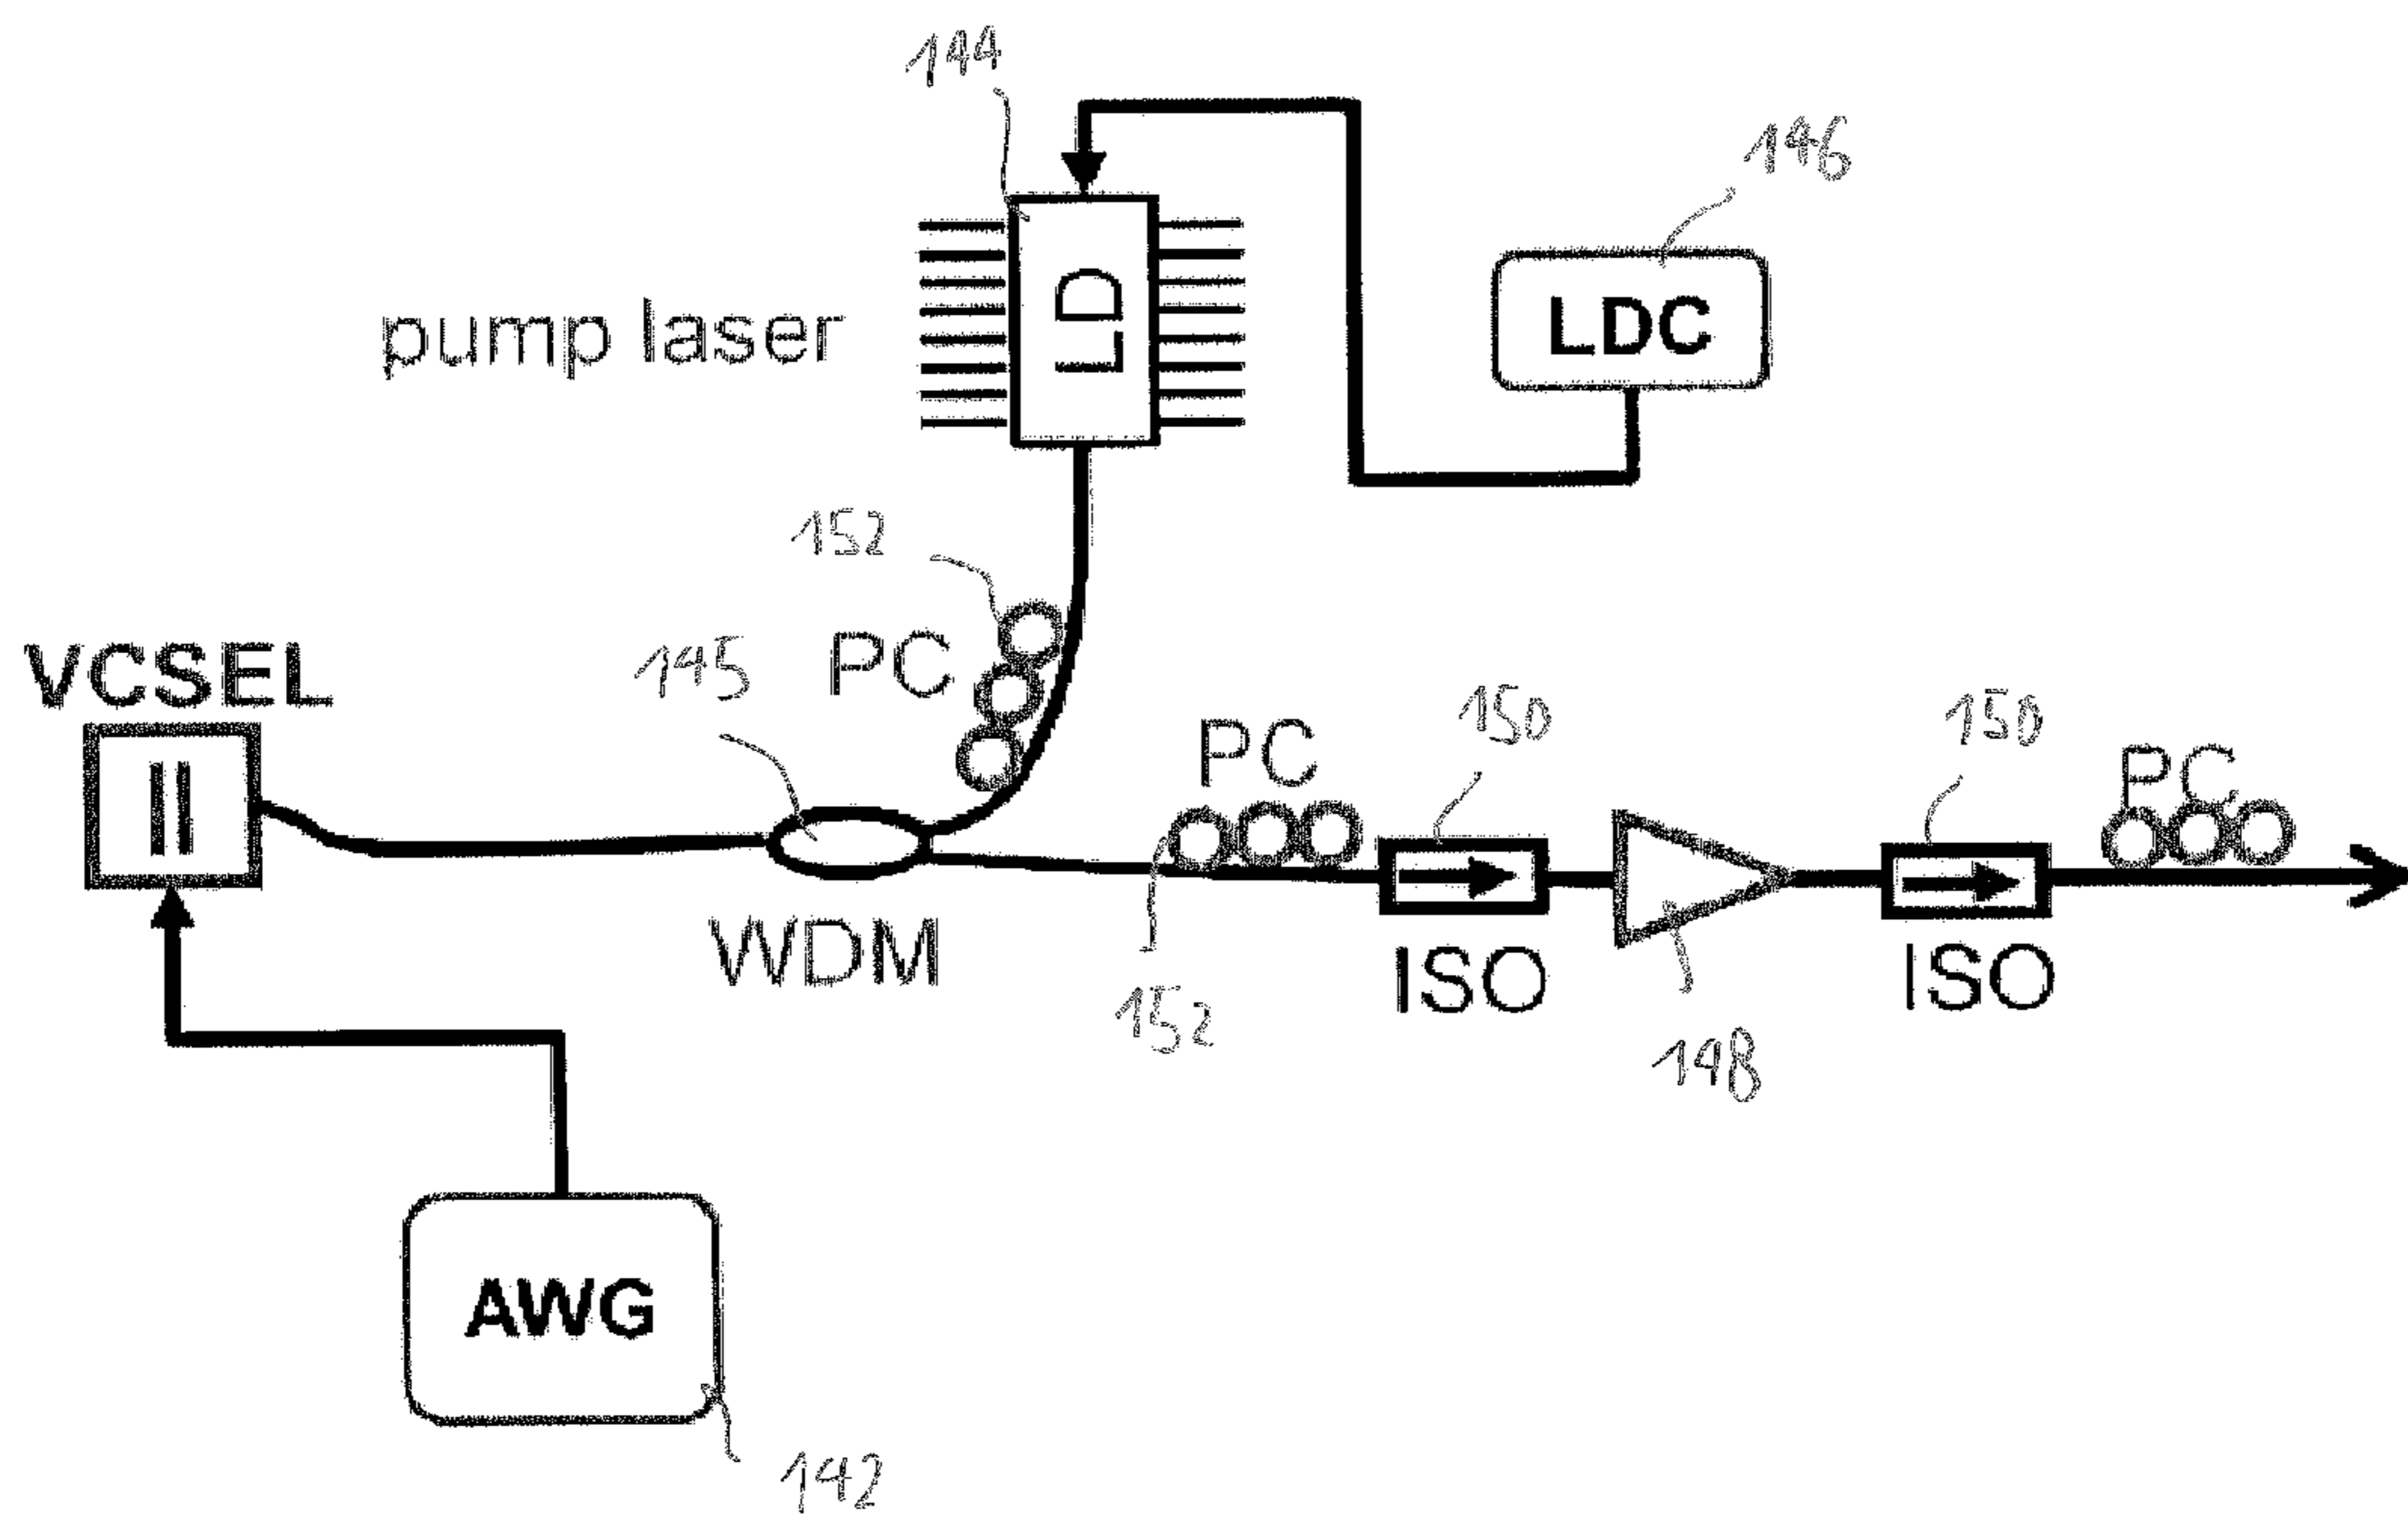 144
146
LD
LDC
pump laser
152
PC
145
VCSEL
PC
150
150
PC
WDM
ISO
ISO
152
148
AWG
142